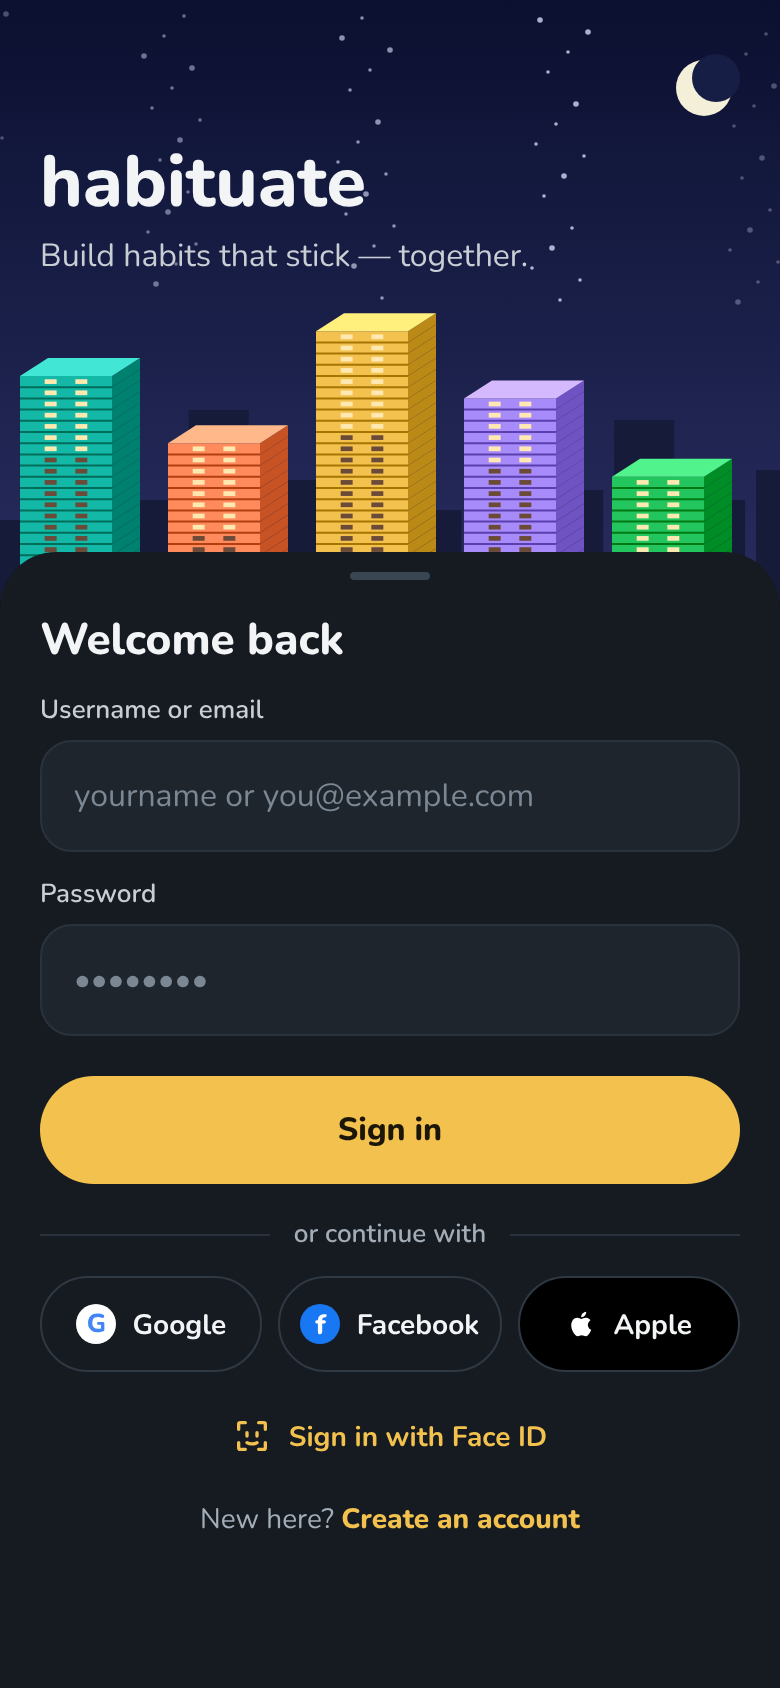 habituate
Build habits that stick — together.
Welcome back
Username or email
yourname or you@example.com
Password
••••••••
Sign in
or continue with
G Google
f Facebook
Apple
Sign in with Face ID
New here? Create an account